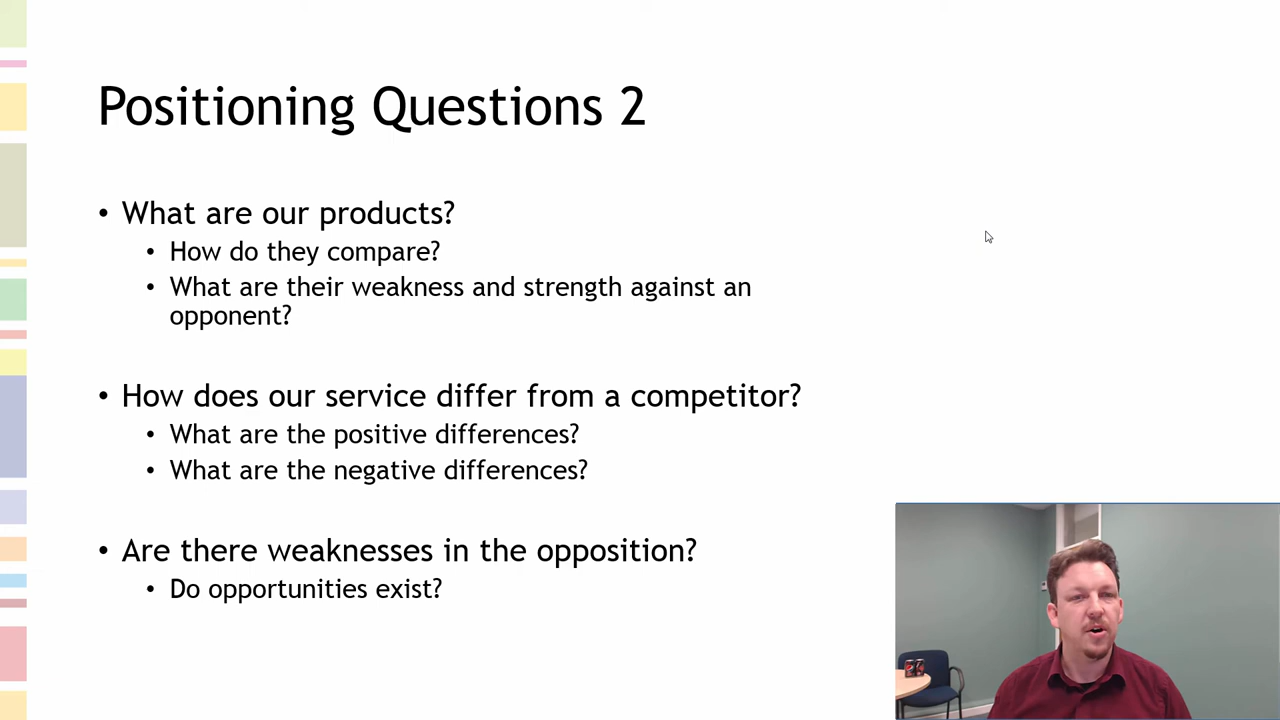 Positioning Questions 2
• What are our products?
• How do they compare?
• What are their weakness and strength against an
opponent?
• How does our service differ from a competitor?
• What are the positive differences?
• What are the negative differences?
• Are there weaknesses in the opposition?
• Do opportunities exist?